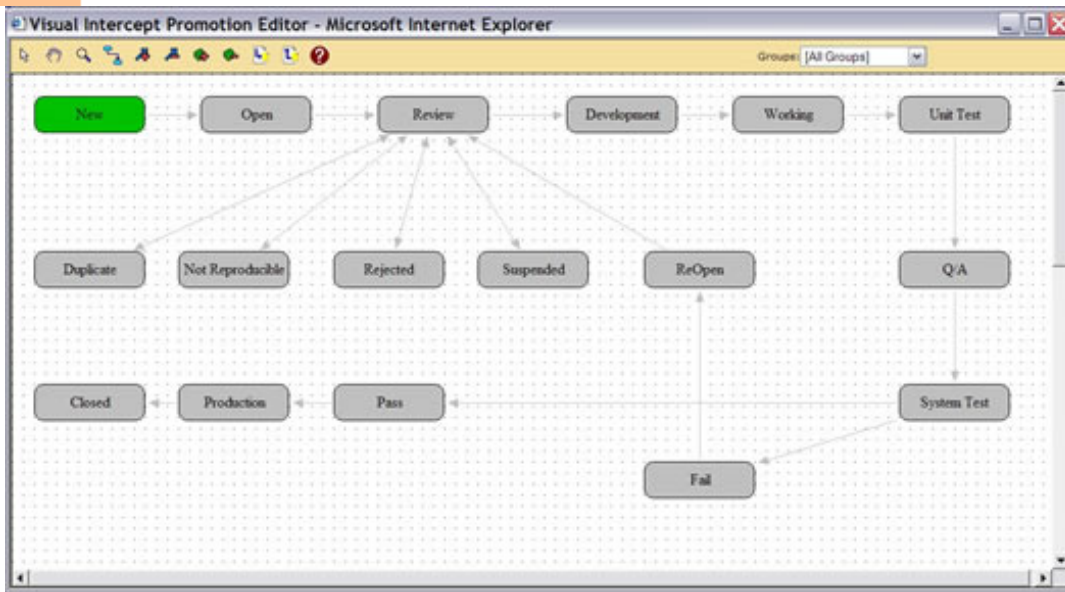 Visual Intercept Promotion Editor - Microsoft Internet Explorer
Groups: [All Groups]
New
Open
Review
Development
Working
Unit Test
Duplicate
Not Reproducible
Rejected
Suspended
ReOpen
Q/A
Closed
Production
Pass
System Test
Fail